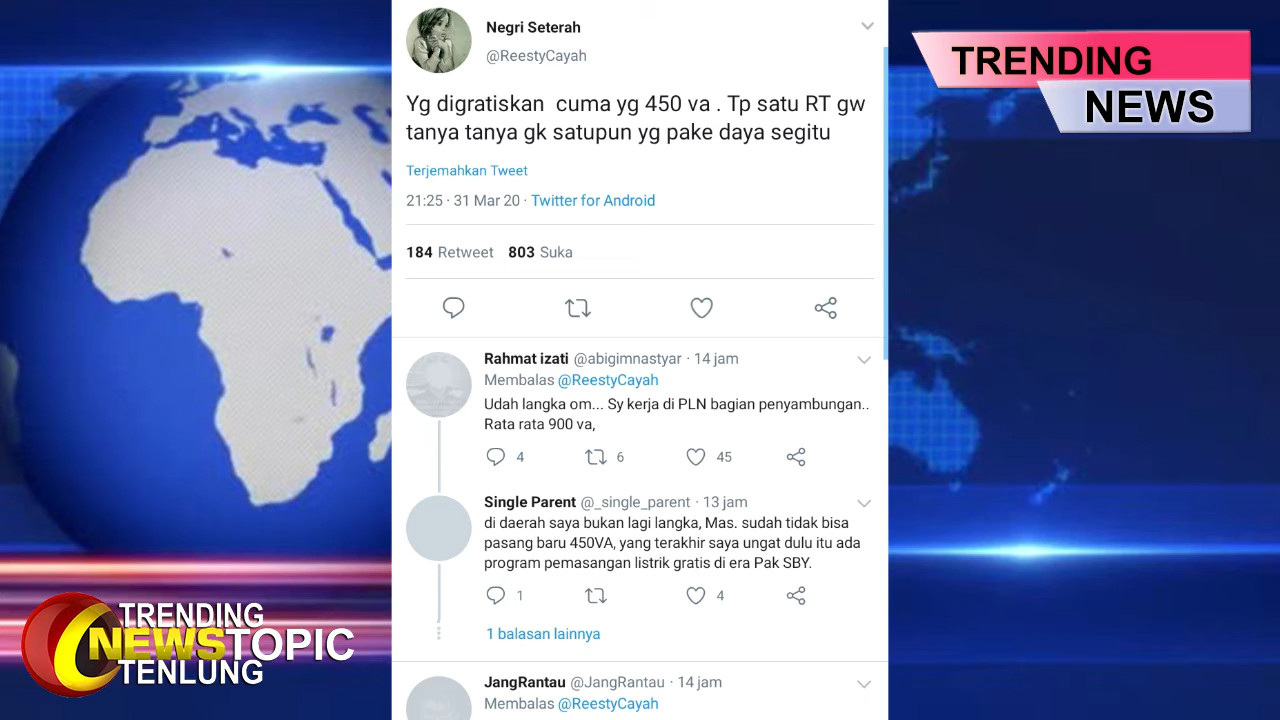 Negri Seterah
@ReestyCayah
Yg digratiskan cuma yg 450 va . Tp satu RT gw
tanya tanya gk satupun yg pake daya segitu
Terjemahkan Tweet
21:25 · 31 Mar 20 · Twitter for Android
184 Retweet 803 Suka
Rahmat izati @abigimnastyar · 14 jam
Membalas @ReestyCayah
Udah langka om... Sy kerja di PLN bagian penyambungan..
Rata rata 900 va,
4 6 45
Single Parent @_single_parent · 13 jam
di daerah saya bukan lagi langka, Mas. sudah tidak bisa
pasang baru 450VA, yang terakhir saya ungat dulu itu ada
program pemasangan listrik gratis di era Pak SBY.
1 4
1 balasan lainnya
JangRantau @JangRantau · 14 jam
Membalas @ReestyCayah
TRENDING
NEWS
TRENDING
NEWSTOPIC
TENLUNG